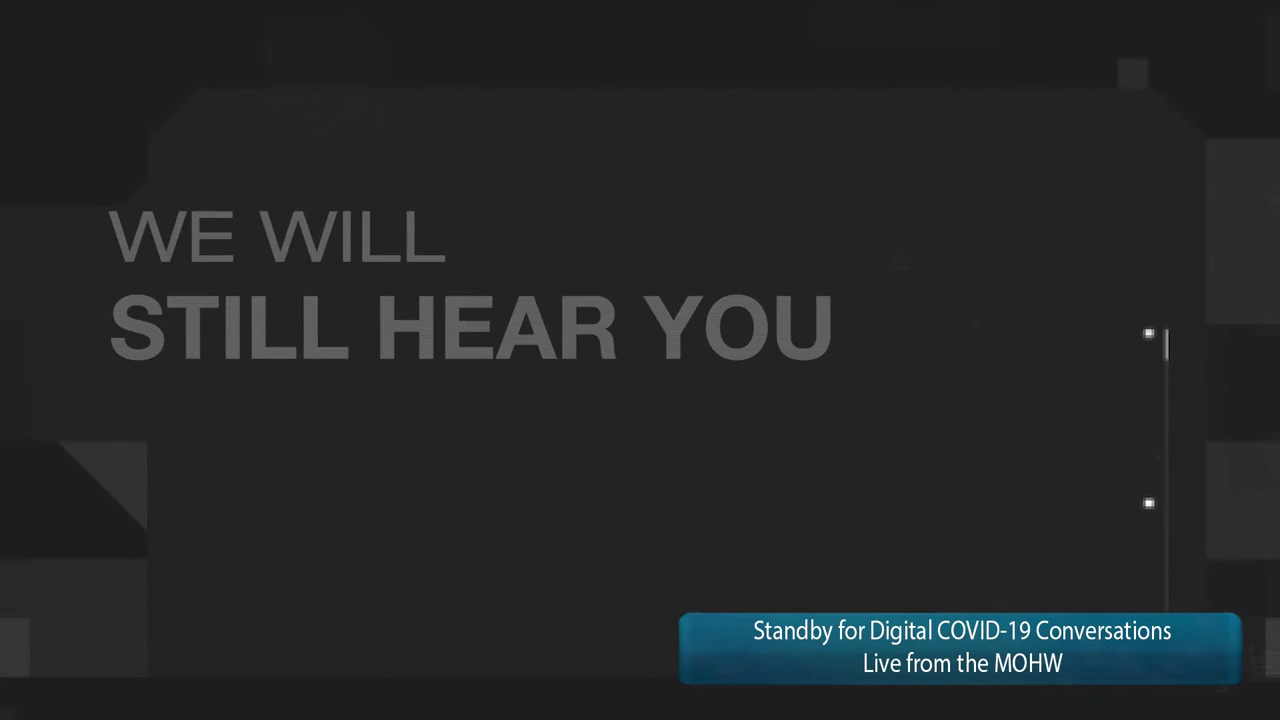 WE WILL
STILL HEAR YOU
Standby for Digital COVID-19 Conversations
Live from the MOHW